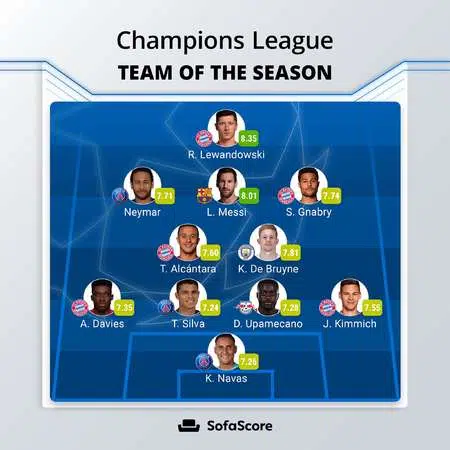 Champions League
TEAM OF THE SEASON
8.35
R. Lewandowski
7.71 8.01 7.74
Neymar L. Messi S. Gnabry
7.60 7.81
T. Alcántara K. De Bruyne
7.35 7.24 7.28 7.55
A. Davies T. Silva D. Upamecano J. Kimmich
7.26
K. Navas
SofaScore